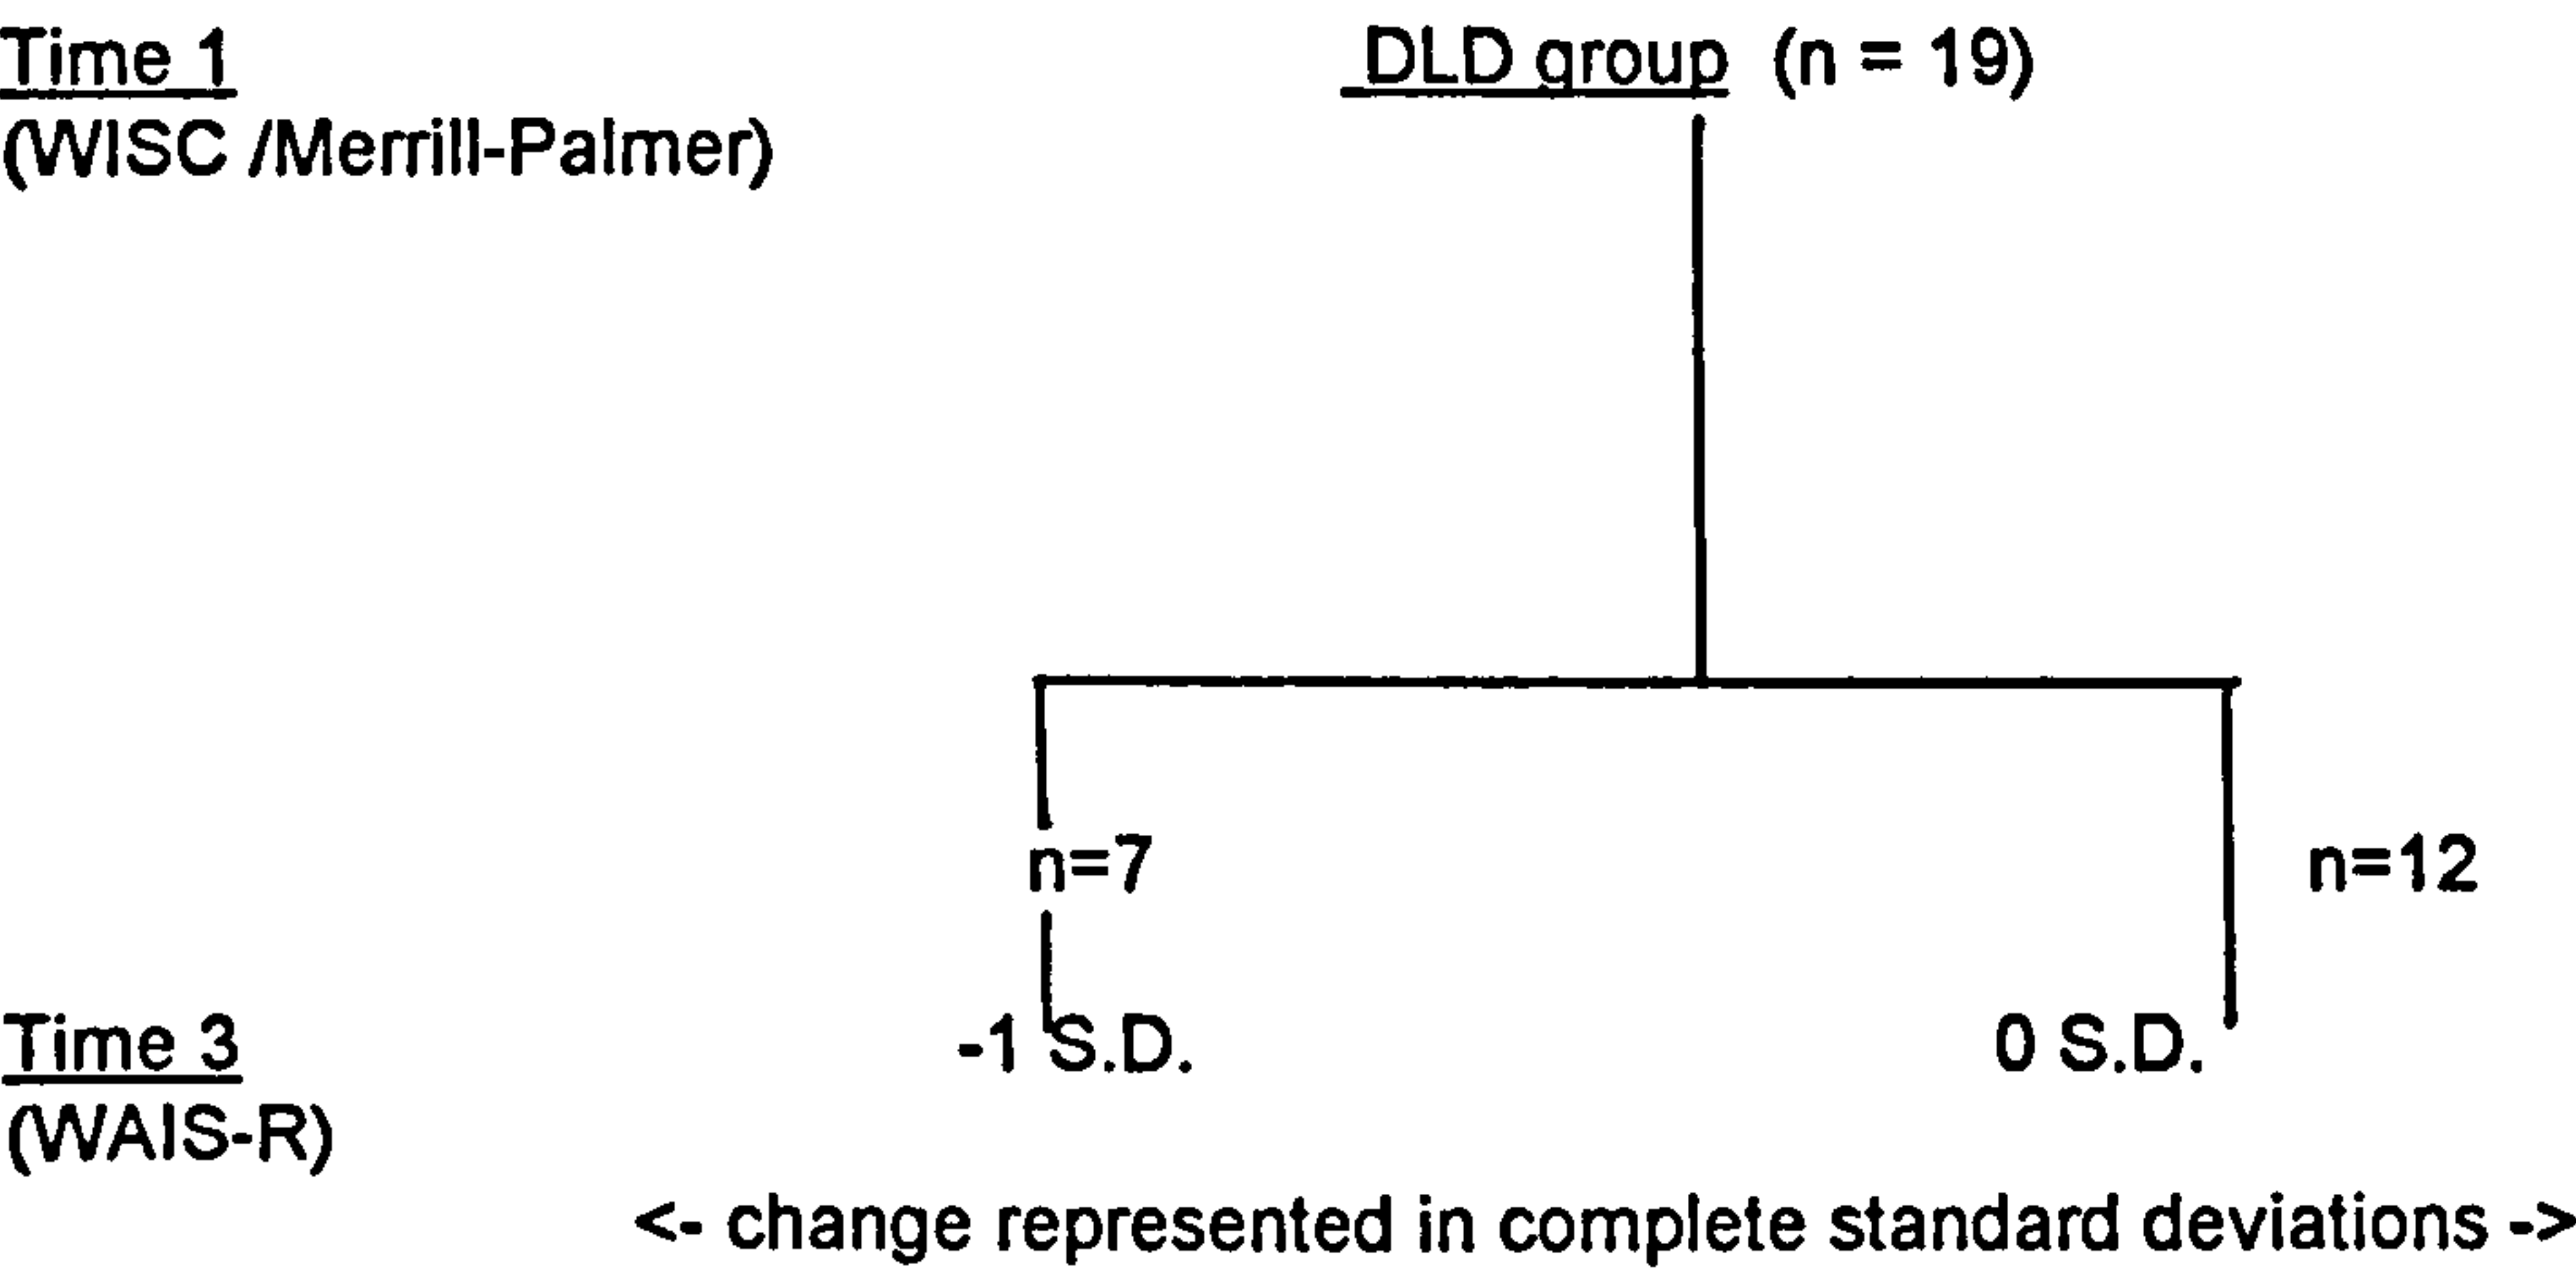 Time 1
DLD group (n = 19)
(WISC /Merrill-Palmer)
n=7
n=12
-1 S.D.
0 S.D.
Time 3
(WAIS-R)
<- change represented in complete standard deviations ->